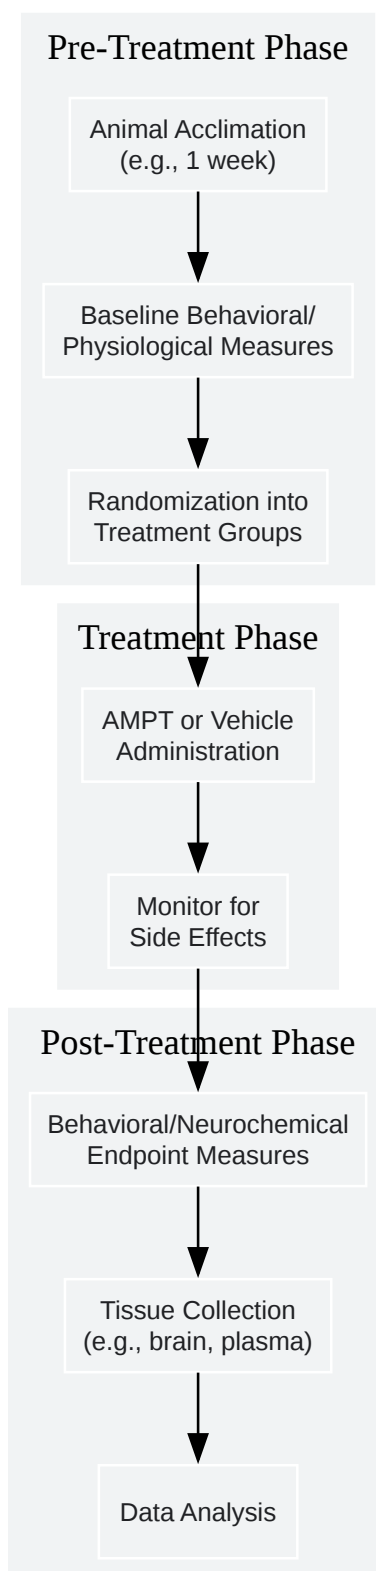 Pre-Treatment Phase
Animal Acclimation
(e.g., 1 week)
Baseline Behavioral/
Physiological Measures
Randomization into
Treatment Groups
Treatment Phase
AMPT or Vehicle
Administration
Monitor for
Side Effects
Post-Treatment Phase
Behavioral/Neurochemical
Endpoint Measures
Tissue Collection
(e.g., brain, plasma)
Data Analysis